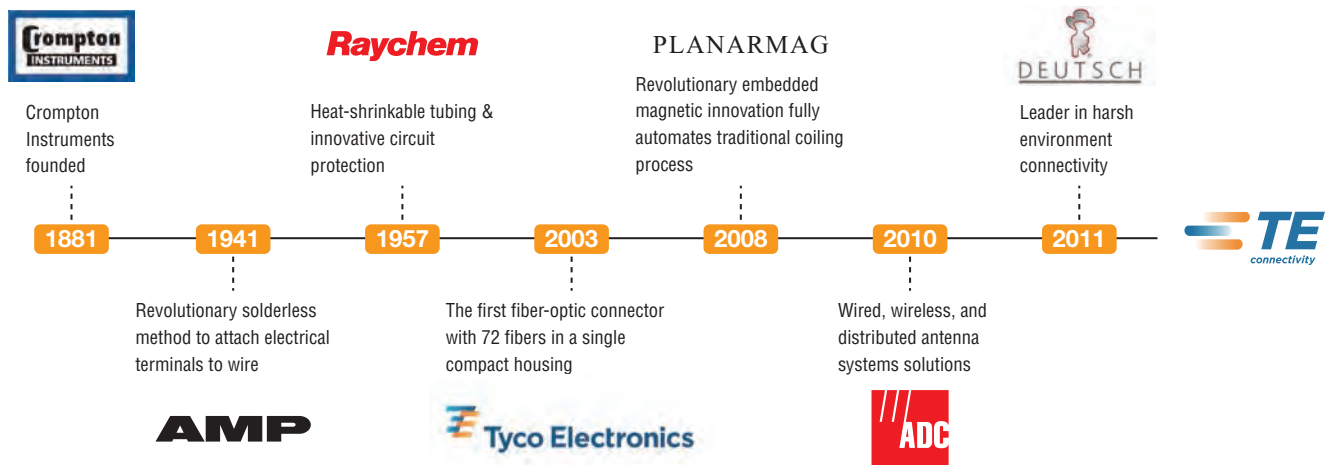 Crompton
INSTRUMENTS
Crompton
Instruments
founded
Raychem
Heat-shrinkable tubing &
innovative circuit
protection
PLANARMAG
Revolutionary embedded
magnetic innovation fully
automates traditional coiling
process
DEUTSCH
Leader in harsh
environment
connectivity
1881 1941 1957 2003 2008 2010 2011
TE
connectivity
Revolutionary solderless
method to attach electrical
terminals to wire
AMP
The first fiber-optic connector
with 72 fibers in a single
compact housing
Tyco Electronics
Wired, wireless, and
distributed antenna
systems solutions
ADC